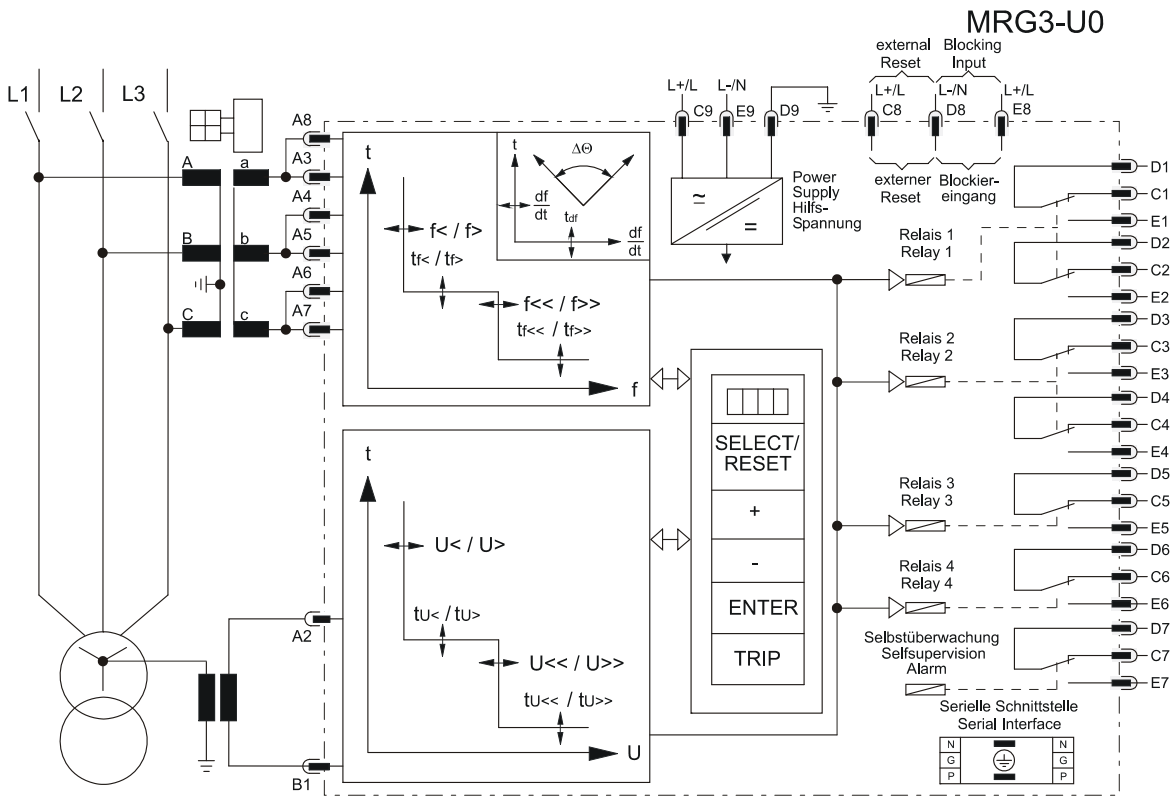 MRG3-U0
external
Reset
Blocking
Input
L+/L
L-/N
L+/L
L-/N
L+/L
C9
E9
D9
C8
D8
E8
externer
Reset
Blockier-
eingang
L1
L2
L3
A
a
B
b
C
c
A8
A3
A4
A5
A6
A7
t
f< / f>
tf< / tf>
f<< / f>>
tf<< / tf>>
f
t
ΔΘ
df
dt
tdf
df
dt
≃
=
Power
Supply
Hilfs-
Spannung
Relais 1
Relay 1
Relais 2
Relay 2
Relais 3
Relay 3
Relais 4
Relay 4
Selbstüberwachung
Selfsupervision
Alarm
D1
C1
E1
D2
C2
E2
D3
C3
E3
D4
C4
E4
D5
C5
E5
D6
C6
E6
D7
C7
E7
SELECT/
RESET
+
-
ENTER
TRIP
t
U< / U>
tU< / tU>
U<< / U>>
tU<< / tU>>
U
A2
B1
Serielle Schnittstelle
Serial Interface
N
G
P
N
G
P